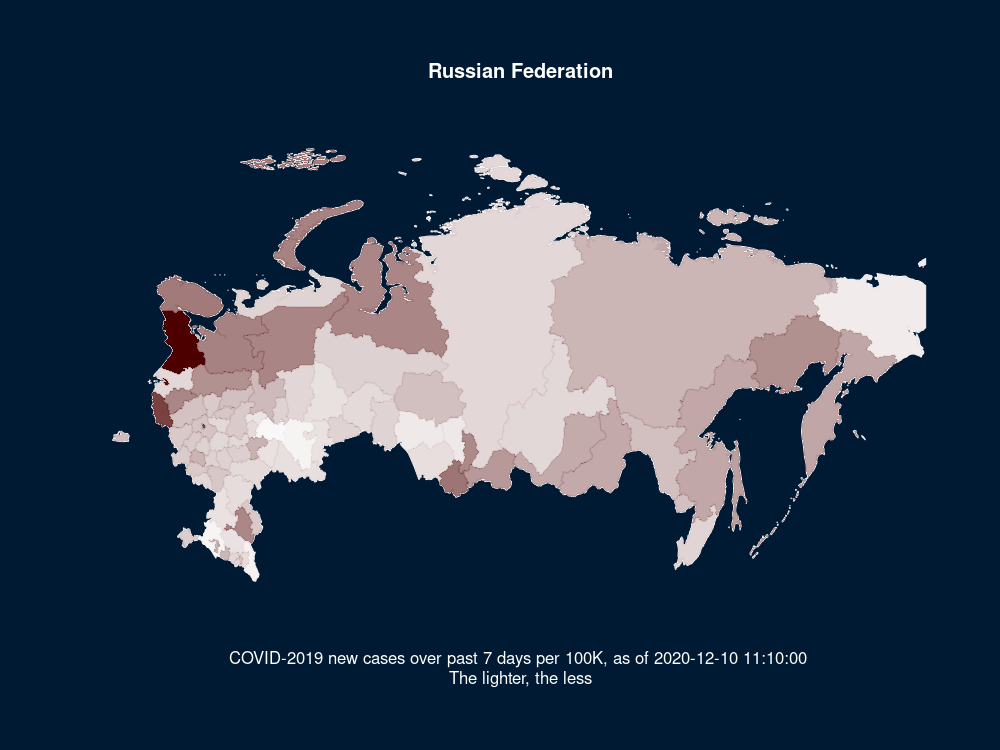 Russian Federation
COVID-2019 new cases over past 7 days per 100K, as of 2020-12-10 11:10:00
The lighter, the less